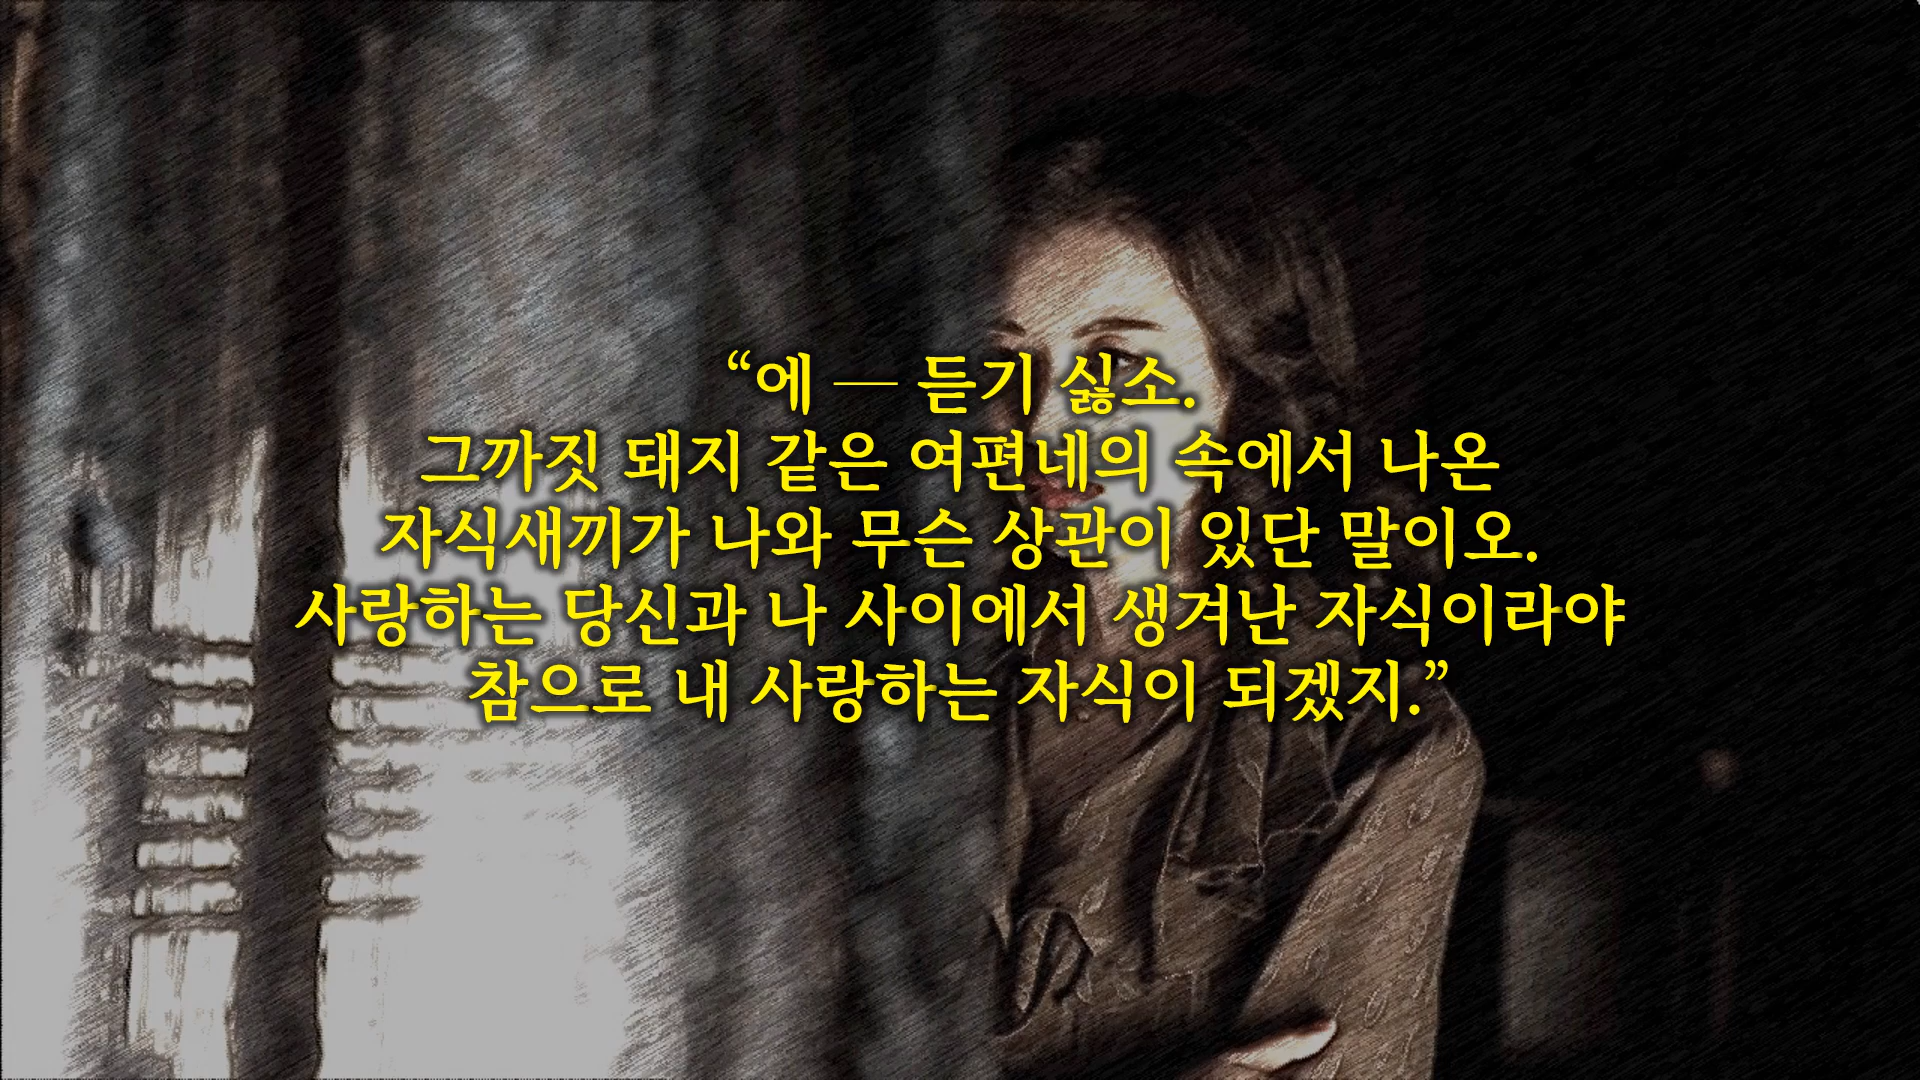 “에 ― 듣기 싫소.
그까짓 돼지 같은 여편네의 속에서 나온
자식새끼가 나와 무슨 상관이 있단 말이오.
사랑하는 당신과 나 사이에서 생겨난 자식이라야
참으로 내 사랑하는 자식이 되겠지.”